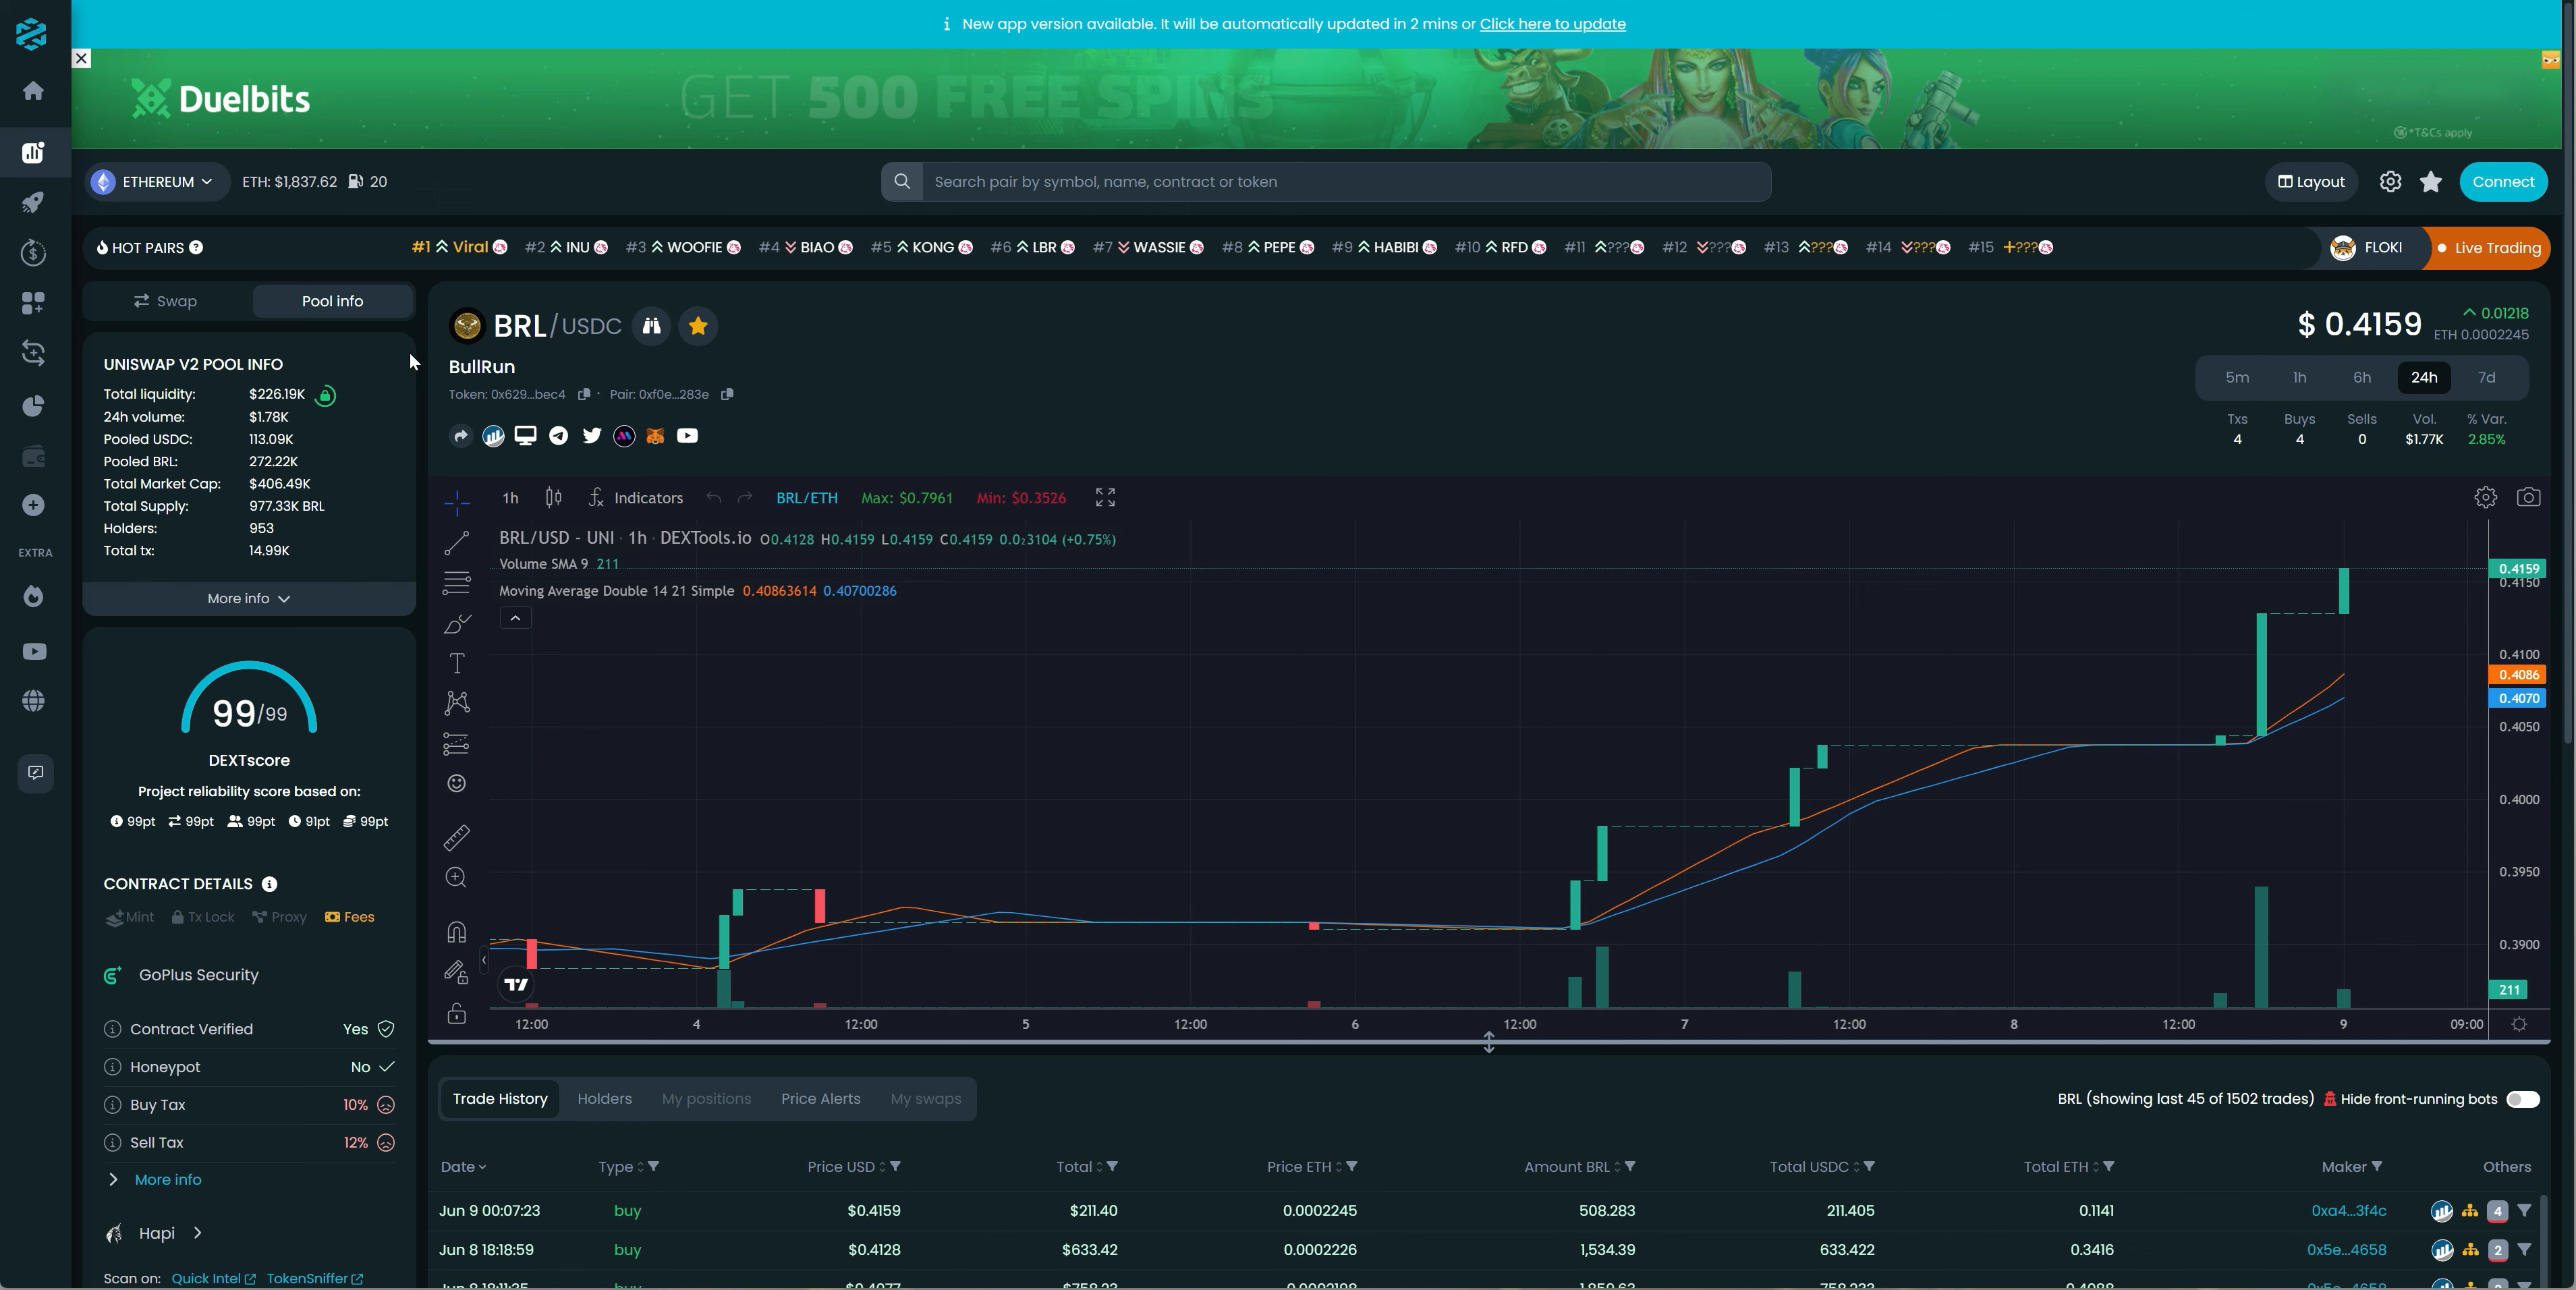 New app version available. It will be automatically updated in 2 mins or Click here to update
Duelbits
GET 500 FREE SPINS
*T&Cs apply
ETHEREUM
ETH: $1,837.62 20
Search pair by symbol, name, contract or token
Layout
Connect
HOT PAIRS
#1 Viral #2 INU #3 WOOFIE #4 BIAO #5 KONG #6 LBR #7 WASSIE #8 PEPE #9 HABIBI #10 RFD #11 ??? #12 ??? #13 ??? #14 ??? #15 +???
FLOKI
Live Trading
Swap
Pool info
UNISWAP V2 POOL INFO
Total liquidity: $226.19K
24h volume: $1.78K
Pooled USDC: 113.09K
Pooled BRL: 272.22K
Total Market Cap: $406.49K
Total Supply: 977.33K BRL
Holders: 953
Total tx: 14.99K
More info
EXTRA
99/99
DEXTscore
Project reliability score based on:
99pt 99pt 99pt 91pt 99pt
CONTRACT DETAILS
Mint Tx Lock Proxy Fees
GoPlus Security
Contract Verified Yes
Honeypot No
Buy Tax 10%
Sell Tax 12%
More info
Hapi
Scan on: Quick Intel TokenSniffer
BRL/USDC
BullRun
Token: 0x629...bec4 · Pair: 0xf0e...283e
$ 0.4159
0.01218
ETH 0.0002245
5m 1h 6h 24h 7d
Txs Buys Sells Vol. % Var.
4 4 0 $1.77K 2.85%
1h Indicators BRL/ETH Max: $0.7961 Min: $0.3526
BRL/USD - UNI · 1h · DEXTools.io O0.4128 H0.4159 L0.4159 C0.4159 0.0₂3104 (+0.75%)
Volume SMA 9 211
Moving Average Double 14 21 Simple 0.40863614 0.40700286
0.4159
0.4150
0.4100
0.4086
0.4070
0.4050
0.4000
0.3950
0.3900
211
12:00 4 12:00 5 12:00 6 12:00 7 12:00 8 12:00 9 09:00
Trade History Holders My positions Price Alerts My swaps
BRL (showing last 45 of 1502 trades) Hide front-running bots
Date Type Price USD Total Price ETH Amount BRL Total USDC Total ETH Maker Others
Jun 9 00:07:23 buy $0.4159 $211.40 0.0002245 508.283 211.405 0.1141 0xa4...3f4c 4
Jun 8 18:18:59 buy $0.4128 $633.42 0.0002226 1,534.39 633.422 0.3416 0x5e...4658 2